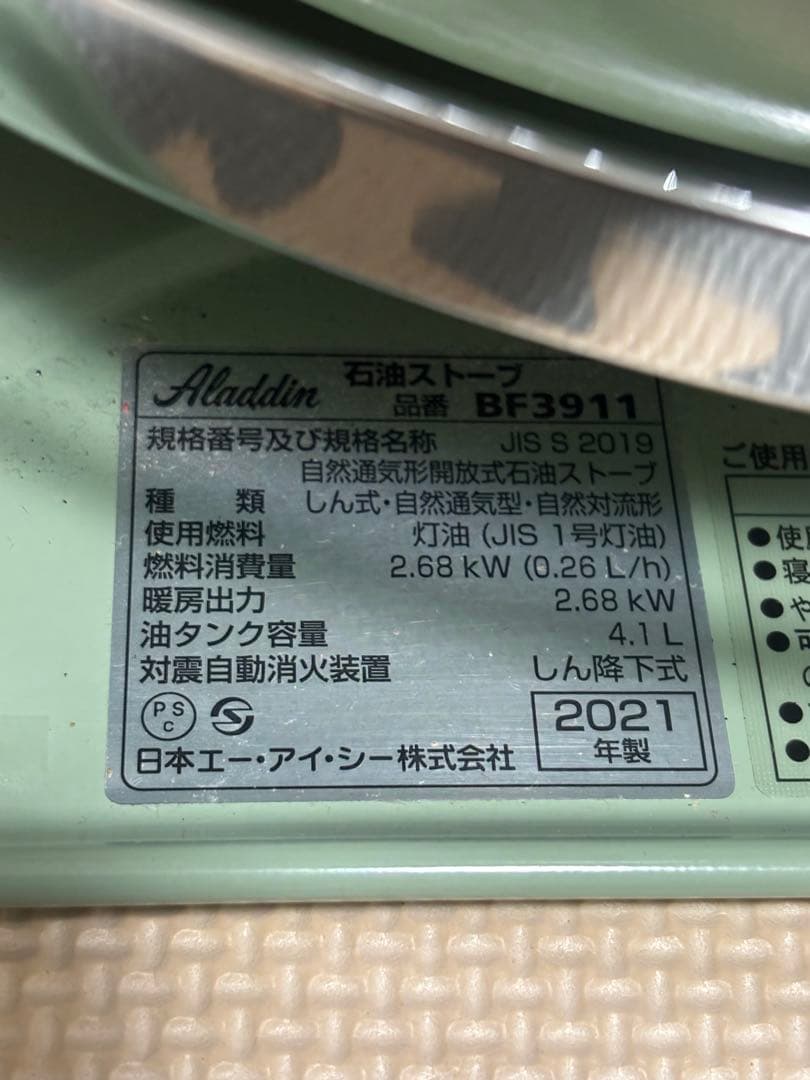 Aladdin 石油ストーブ
品番 BF3911
規格番号及び規格名称 JIS S 2019
自然通気形開放式石油ストーブ
種 類 しん式・自然通気型・自然対流形
使用燃料 灯油 (JIS 1号灯油)
燃料消費量 2.68 kW (0.26 L/h)
暖房出力 2.68 kW
油タンク容量 4.1 L
対震自動消火装置 しん降下式
PS
C
2021
年製
日本エー・アイ・シー株式会社
ご使用
●使
●寝
●や
●可
●
●